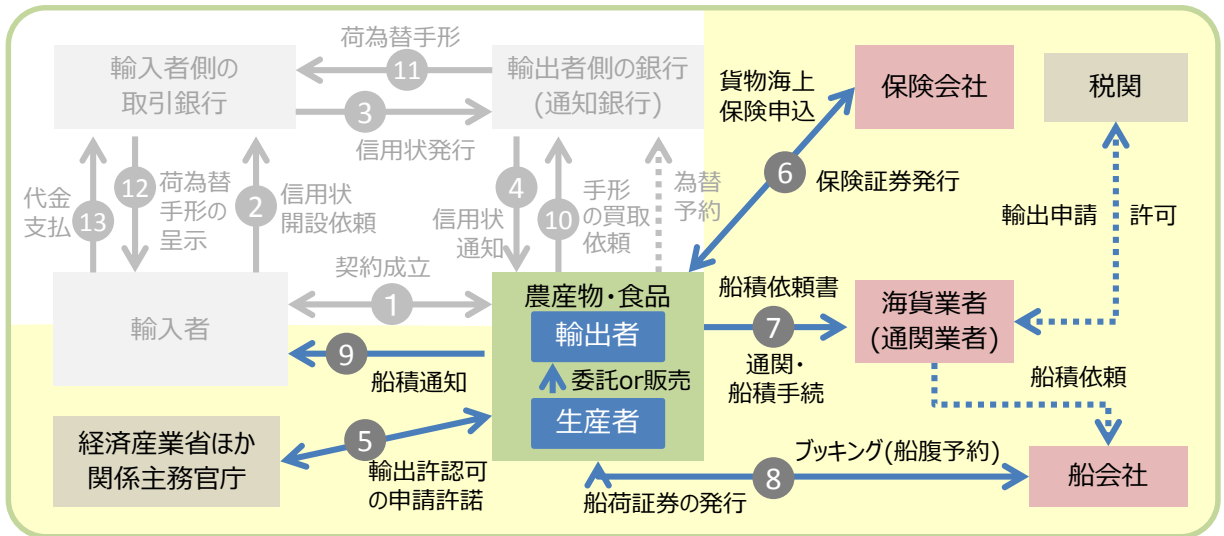 荷為替手形
11
輸入者側の
取引銀行
輸出者側の銀行
(通知銀行)
3
信用状発行
貨物海上
保険申込
保険会社
税関
6
保険証券発行
代金
支払
13
12
荷為替
手形の
呈示
2
信用状
開設依頼
4
信用状
通知
10
手形
の買取
依頼
為替
予約
輸出申請
許可
契約成立
1
輸入者
農産物・食品
輸出者
委託or販売
生産者
船積依頼書
7
通関・
船積手続
海貨業者
(通関業者)
9
船積通知
船積依頼
経済産業省ほか
関係主務官庁
5
輸出許認可
の申請許諾
ブッキング(船腹予約)
8
船荷証券の発行
船会社